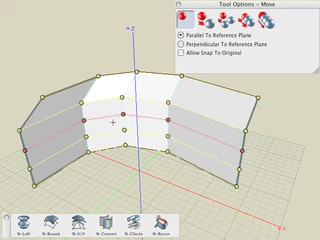 Tool Options - Move
Parallel To Reference Plane
Perpendicular To Reference Plane
Allow Snap To Original
+Z
+X
N-Loft N-Bound N-U/V N-Convert N-CSects N-Recon